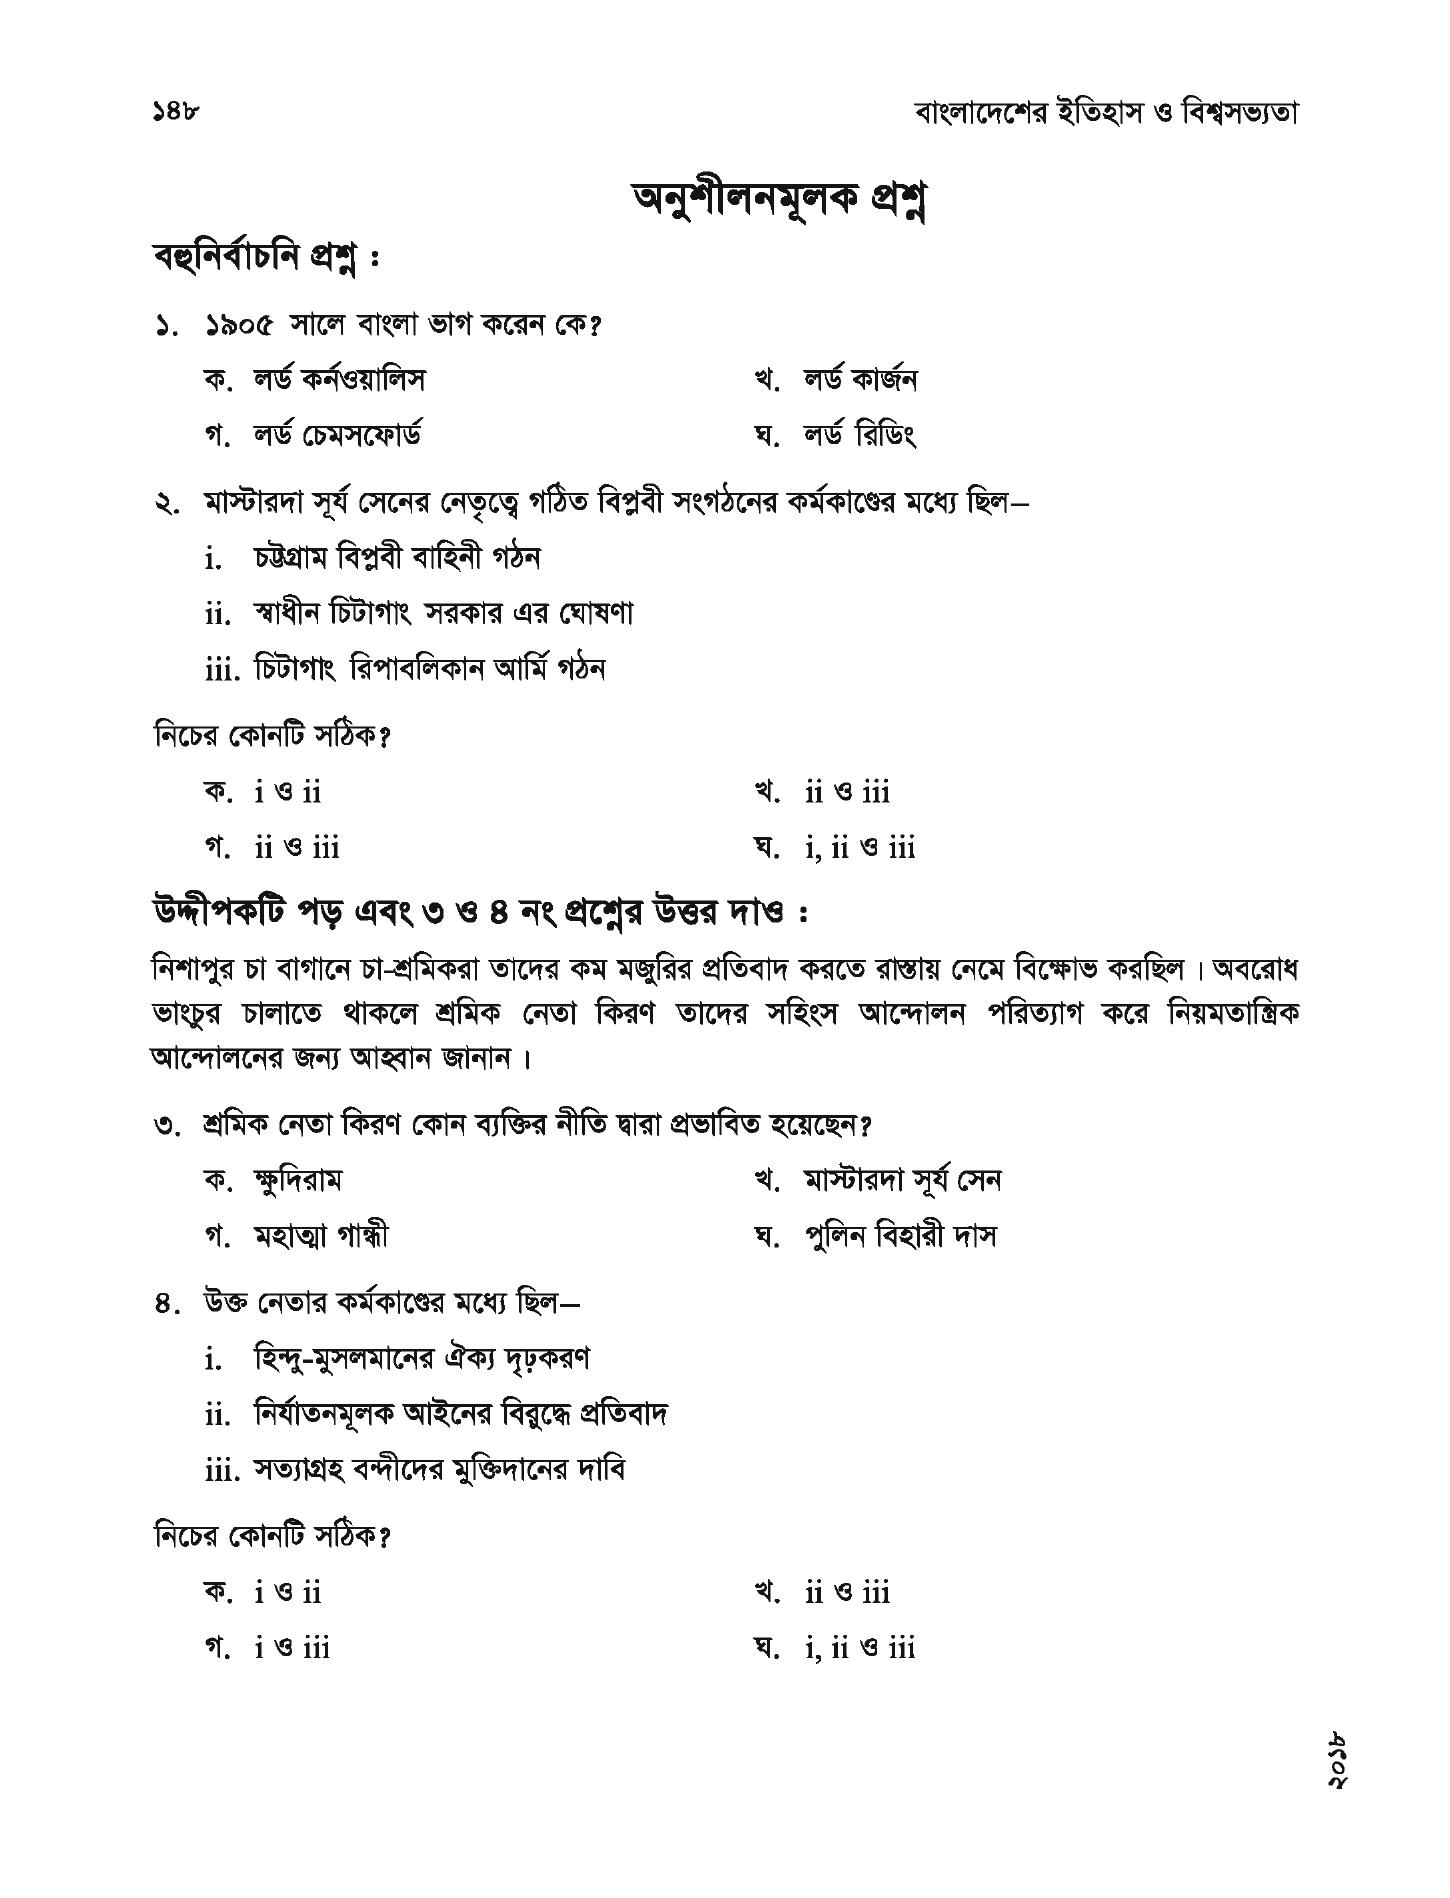 ১৪৮ বাংলাদেশের ইতিহাস ও বিশ্বসভ্যতা
অনুশীলনমূলক প্রশ্ন
বহুনির্বাচনি প্রশ্ন :
১. ১৯০৫ সালে বাংলা ভাগ করেন কে?
ক. লর্ড কর্নওয়ালিস খ. লর্ড কার্জন
গ. লর্ড চেমসফোর্ড ঘ. লর্ড রিডিং
২. মাস্টারদা সূর্য সেনের নেতৃত্বে গঠিত বিপ্লবী সংগঠনের কর্মকাণ্ডের মধ্যে ছিল–
i. চট্টগ্রাম বিপ্লবী বাহিনী গঠন
ii. স্বাধীন চিটাগাং সরকার এর ঘোষণা
iii. চিটাগাং রিপাবলিকান আর্মি গঠন
নিচের কোনটি সঠিক?
ক. i ও ii খ. ii ও iii
গ. ii ও iii ঘ. i, ii ও iii
উদ্দীপকটি পড় এবং ৩ ও ৪ নং প্রশ্নের উত্তর দাও :
নিশাপুর চা বাগানে চা-শ্রমিকরা তাদের কম মজুরির প্রতিবাদ করতে রাস্তায় নেমে বিক্ষোভ করছিল। অবরোধ
ভাংচুর চালাতে থাকলে শ্রমিক নেতা কিরণ তাদের সহিংস আন্দোলন পরিত্যাগ করে নিয়মতান্ত্রিক
আন্দোলনের জন্য আহ্বান জানান।
৩. শ্রমিক নেতা কিরণ কোন ব্যক্তির নীতি দ্বারা প্রভাবিত হয়েছেন?
ক. ক্ষুদিরাম খ. মাস্টারদা সূর্য সেন
গ. মহাত্মা গান্ধী ঘ. পুলিন বিহারী দাস
৪. উক্ত নেতার কর্মকাণ্ডের মধ্যে ছিল–
i. হিন্দু-মুসলমানের ঐক্য দৃঢ়করণ
ii. নির্যাতনমূলক আইনের বিরুদ্ধে প্রতিবাদ
iii. সত্যাগ্রহ বন্দীদের মুক্তিদানের দাবি
নিচের কোনটি সঠিক?
ক. i ও ii খ. ii ও iii
গ. i ও iii ঘ. i, ii ও iii
২০১৮